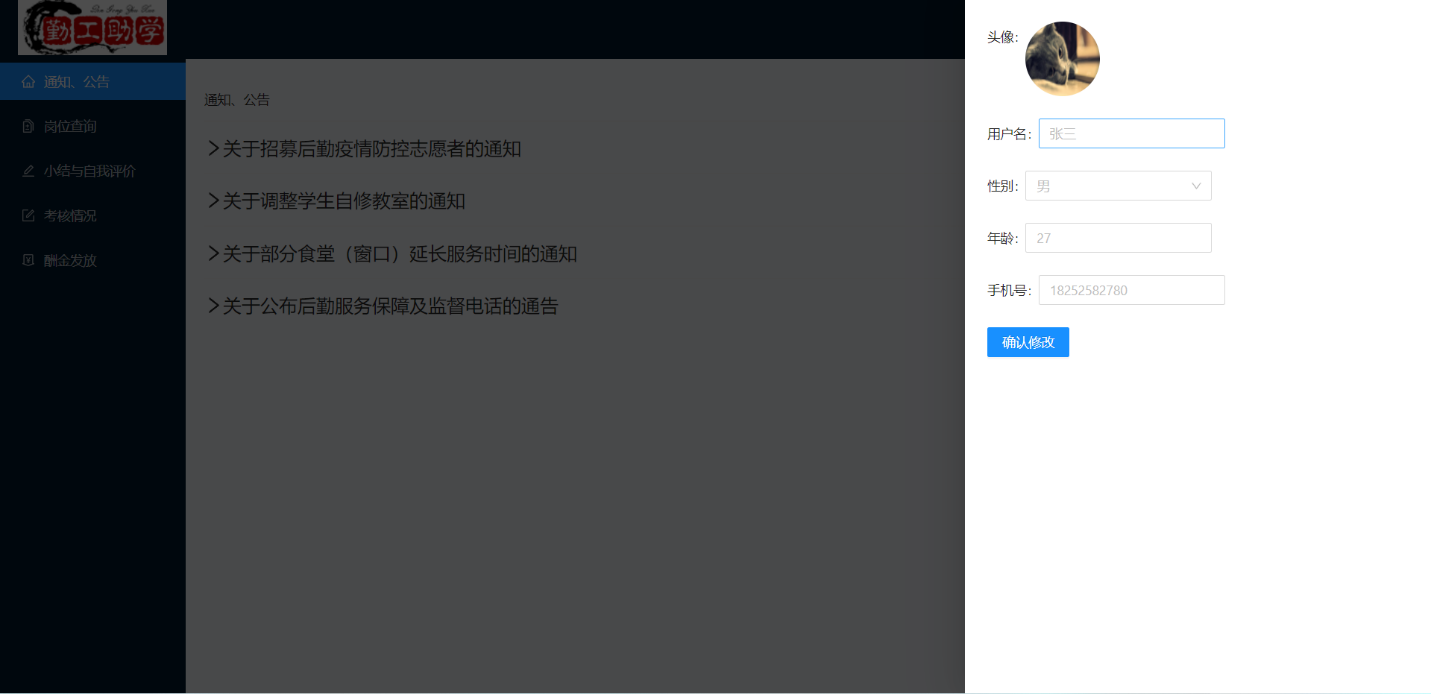 勤工助学
通知、公告
岗位查询
小结与自我评价
考核情况
酬金发放
通知、公告
关于招募后勤疫情防控志愿者的通知
关于调整学生自修教室的通知
关于部分食堂（窗口）延长服务时间的通知
关于公布后勤服务保障及监督电话的通告
头像：
用户名： 张三
性别： 男
年龄： 27
手机号： 18252582780
确认修改